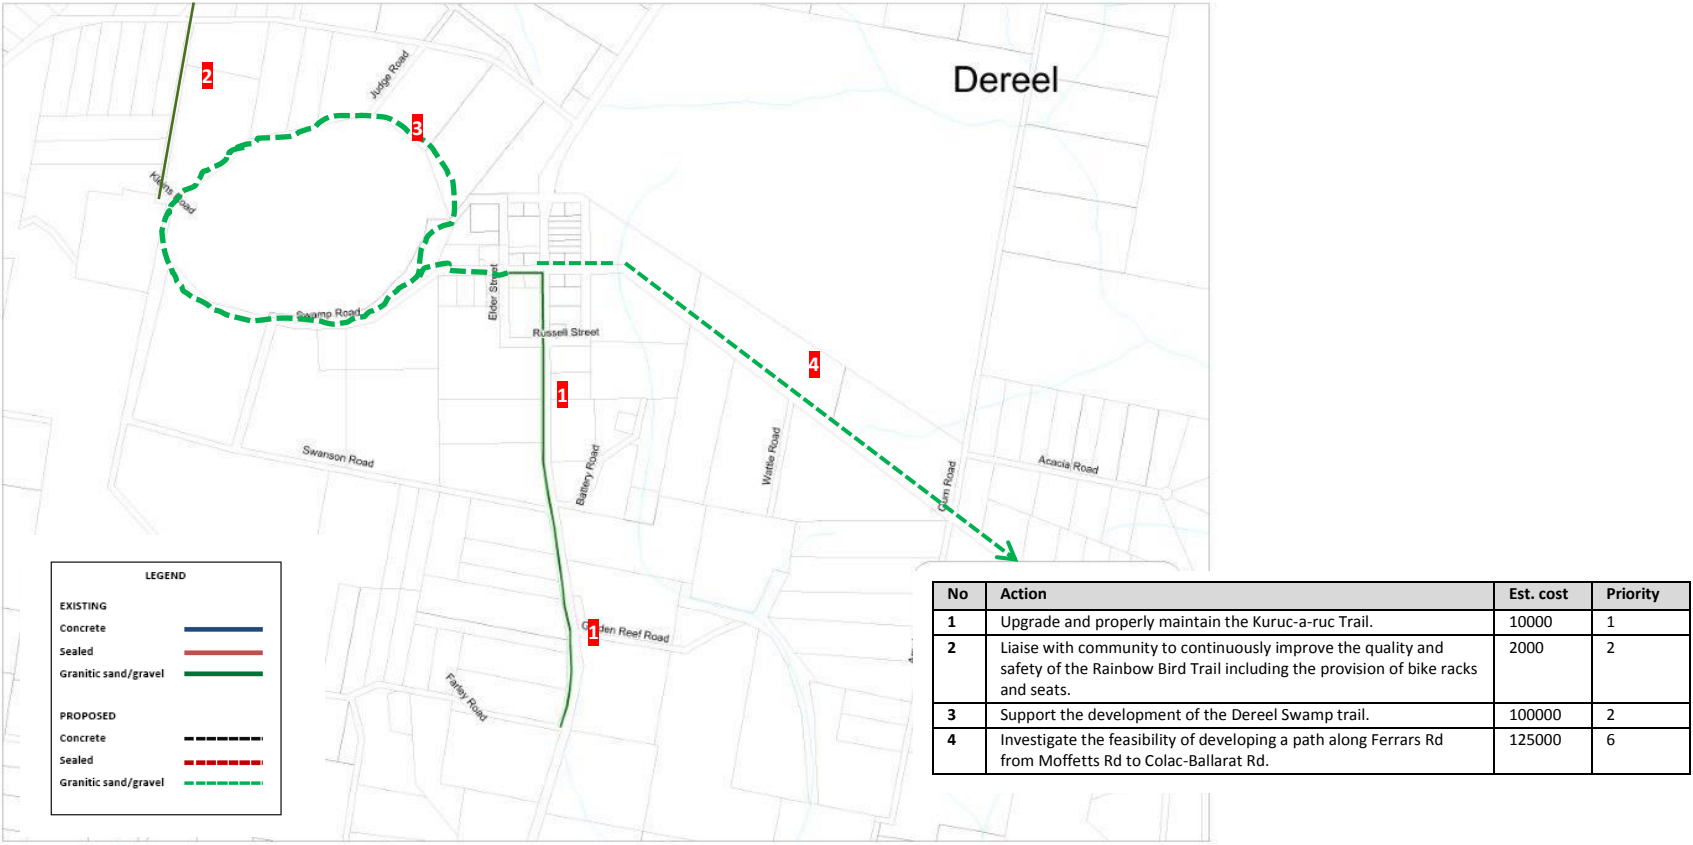 Dereel
Judge Road
2
3
Kleins Road
Elder Street
Swamp Road
Russell Street
4
1
Swanson Road
Battery Road
Wattle Road
Gum Road
Acacia Road
1
Reef Road
Farley Road
LEGEND
EXISTING
Concrete
Sealed
Granitic sand/gravel
PROPOSED
Concrete
Sealed
Granitic sand/gravel
No Action Est. cost Priority
1 Upgrade and properly maintain the Kuruc-a-ruc Trail. 10000 1
2 Liaise with community to continuously improve the quality and 2000 2
safety of the Rainbow Bird Trail including the provision of bike racks
and seats.
3 Support the development of the Dereel Swamp trail. 100000 2
4 Investigate the feasibility of developing a path along Ferrars Rd 125000 6
from Moffetts Rd to Colac-Ballarat Rd.